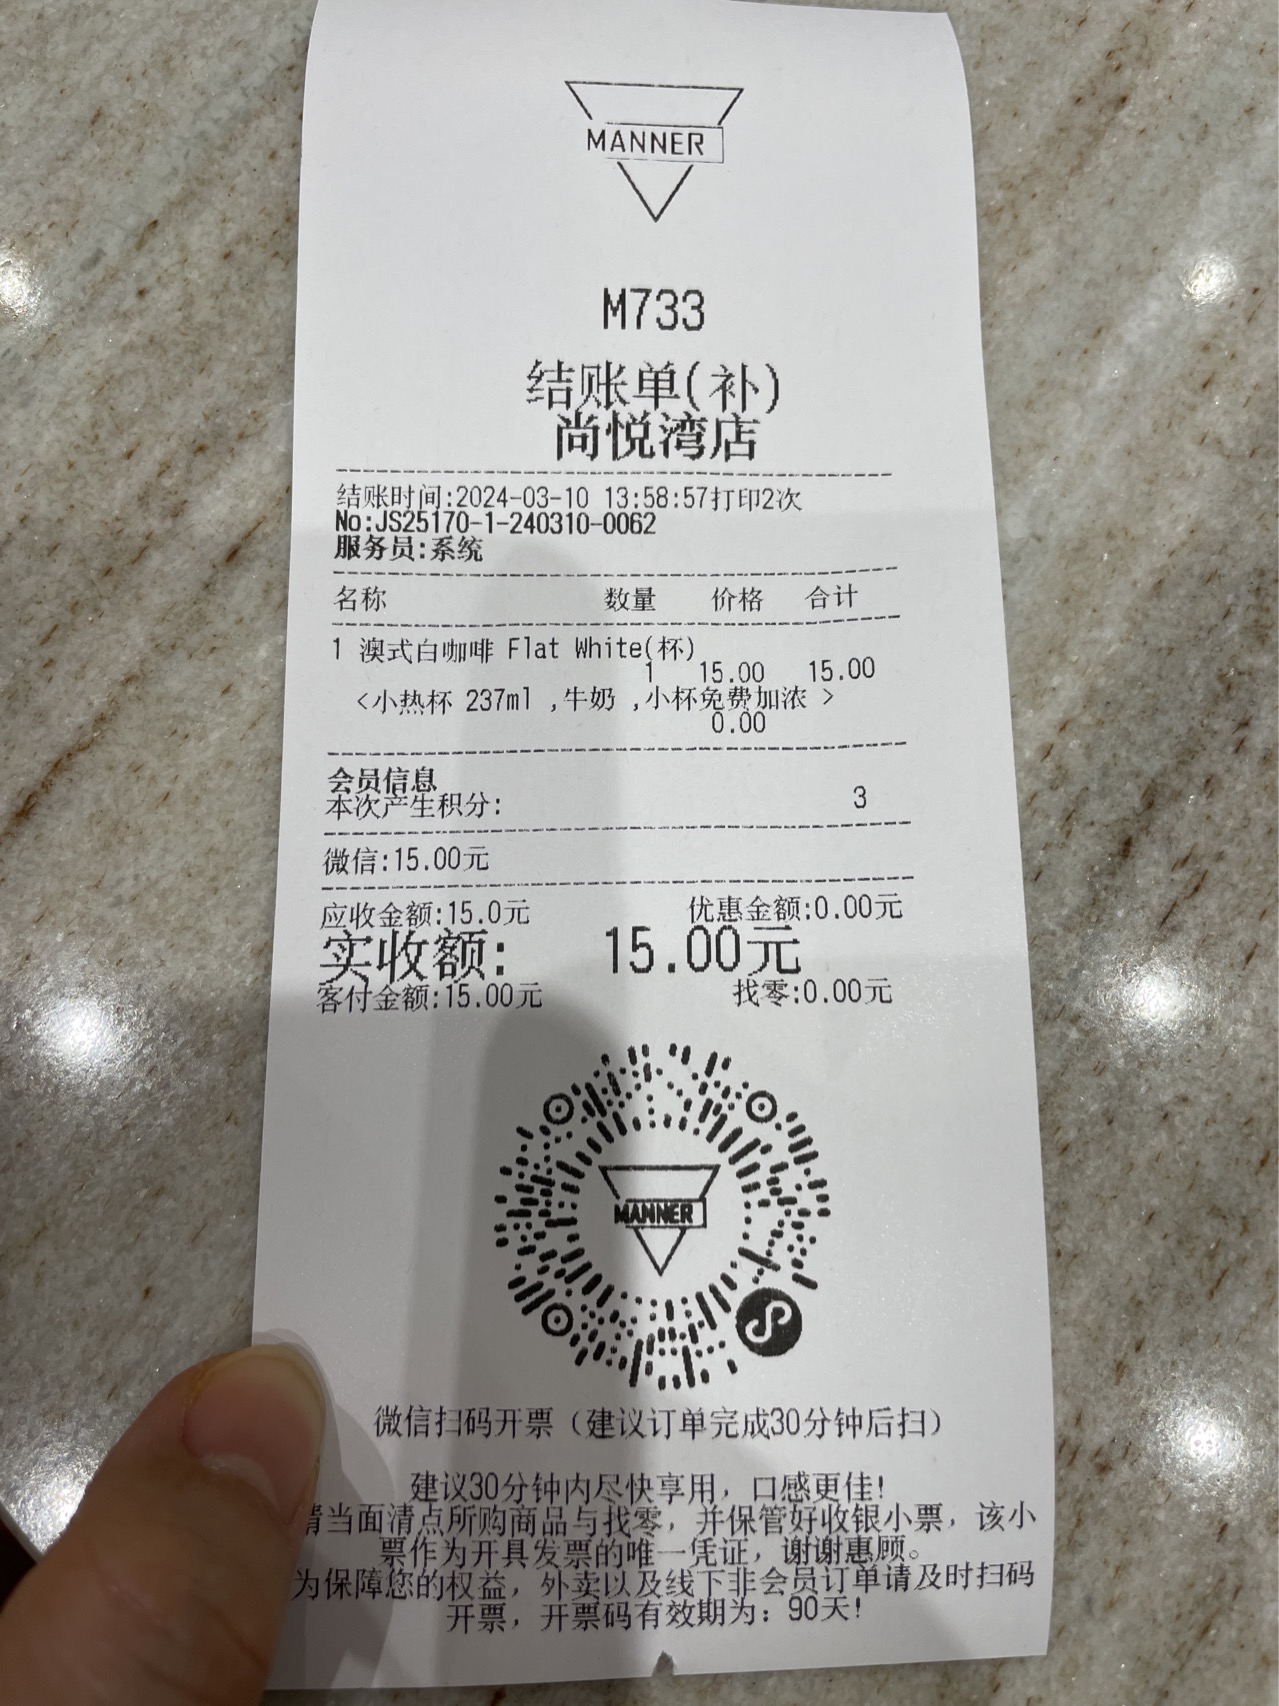 MANNER
M733
结账单(补)
尚悦湾店
结账时间:2024-03-10 13:58:57打印2次
No:JS25170-1-240310-0062
服务员:系统
名称 数量 价格 合计
1 澳式白咖啡 Flat White(杯)
1 15.00 15.00
<小热杯 237ml ,牛奶 ,小杯免费加浓 >
0.00
会员信息
本次产生积分: 3
微信:15.00元
应收金额:15.0元 优惠金额:0.00元
实收额: 15.00元
客付金额:15.00元 找零:0.00元
MANNER
微信扫码开票（建议订单完成30分钟后扫）
建议30分钟内尽快享用，口感更佳!
请当面清点所购商品与找零，并保管好收银小票，该小
票作为开具发票的唯一凭证，谢谢惠顾。
为保障您的权益，外卖以及线下非会员订单请及时扫码
开票，开票码有效期为：90天!